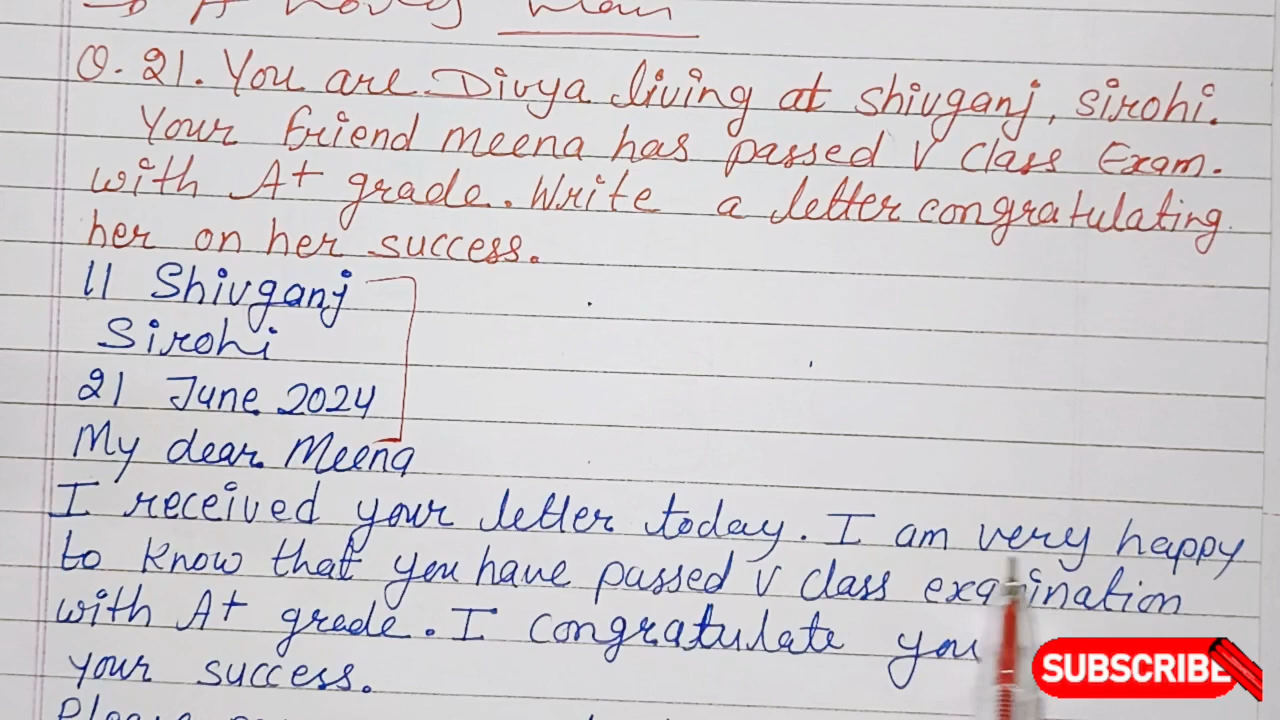 A
Q. 21. You are Divya living at Shivganj, Sirohi.
Your friend meena has passed V class Exam.
with A+ grade. Write a letter congratulating
her on her success.
11 Shivganj
Sirohi
21 June 2024
My dear Meena
I received your letter today. I am very happy
to know that you have passed V class examination
with A+ grade. I congratulate you
your success.
Please
SUBSCRIBE